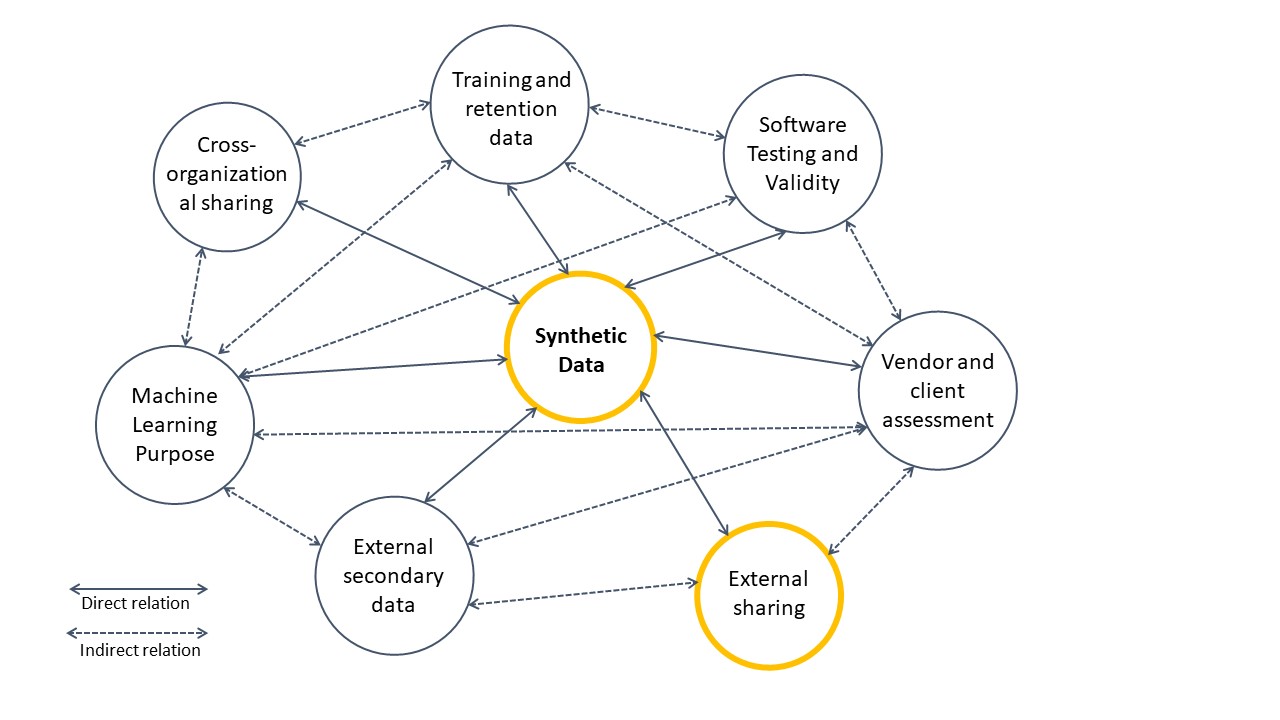 Training and
retention
data
Software
Testing and
Validity
Cross-
organization
al sharing
Synthetic
Data
Vendor and
client
assessment
Machine
Learning
Purpose
External
secondary
data
External
sharing
Direct relation
Indirect relation